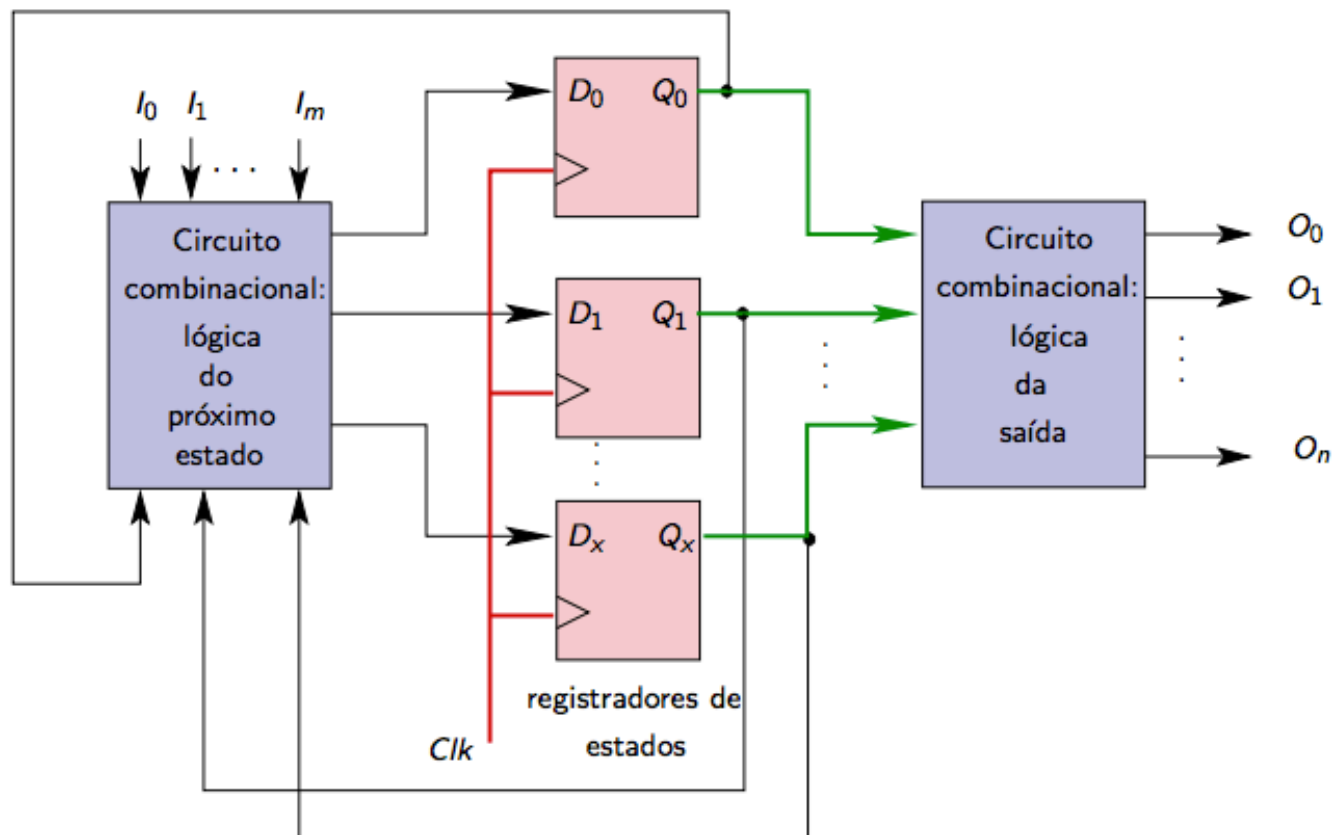 I₀ I₁ · · · Iₘ
Circuito
combinacional:
lógica
do
próximo
estado
D₀ Q₀
D₁ Q₁
Dₓ Qₓ
registradores de
estados
Clk
Circuito
combinacional:
lógica
da
saída
O₀
O₁
Oₙ